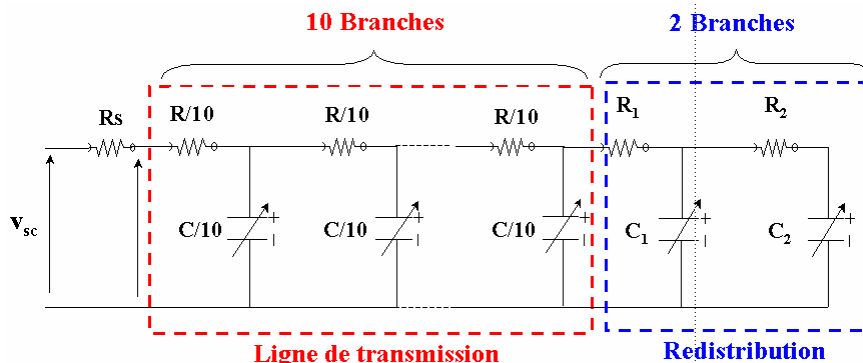 10 Branches
2 Branches
Rs
R/10
R/10
R/10
R₁
R₂
v_sc
C/10
C/10
C/10
C₁
C₂
+
-
+
-
+
-
+
-
+
-
Ligne de transmission
Redistribution